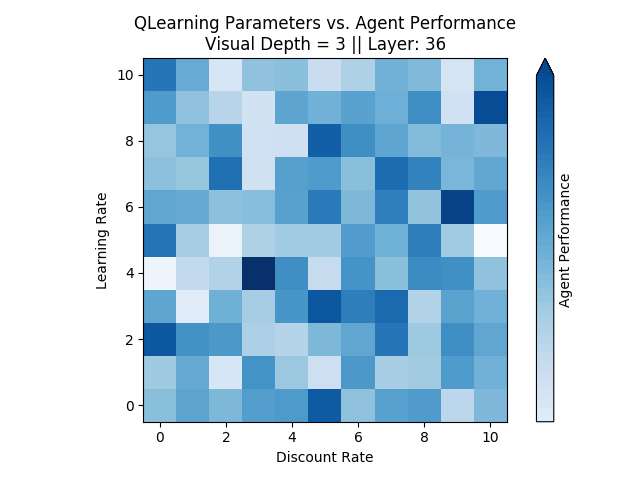 QLearning Parameters vs. Agent Performance
Visual Depth = 3 || Layer: 36
10
8
6
4
2
0
Learning Rate
0 2 4 6 8 10
Discount Rate
Agent Performance